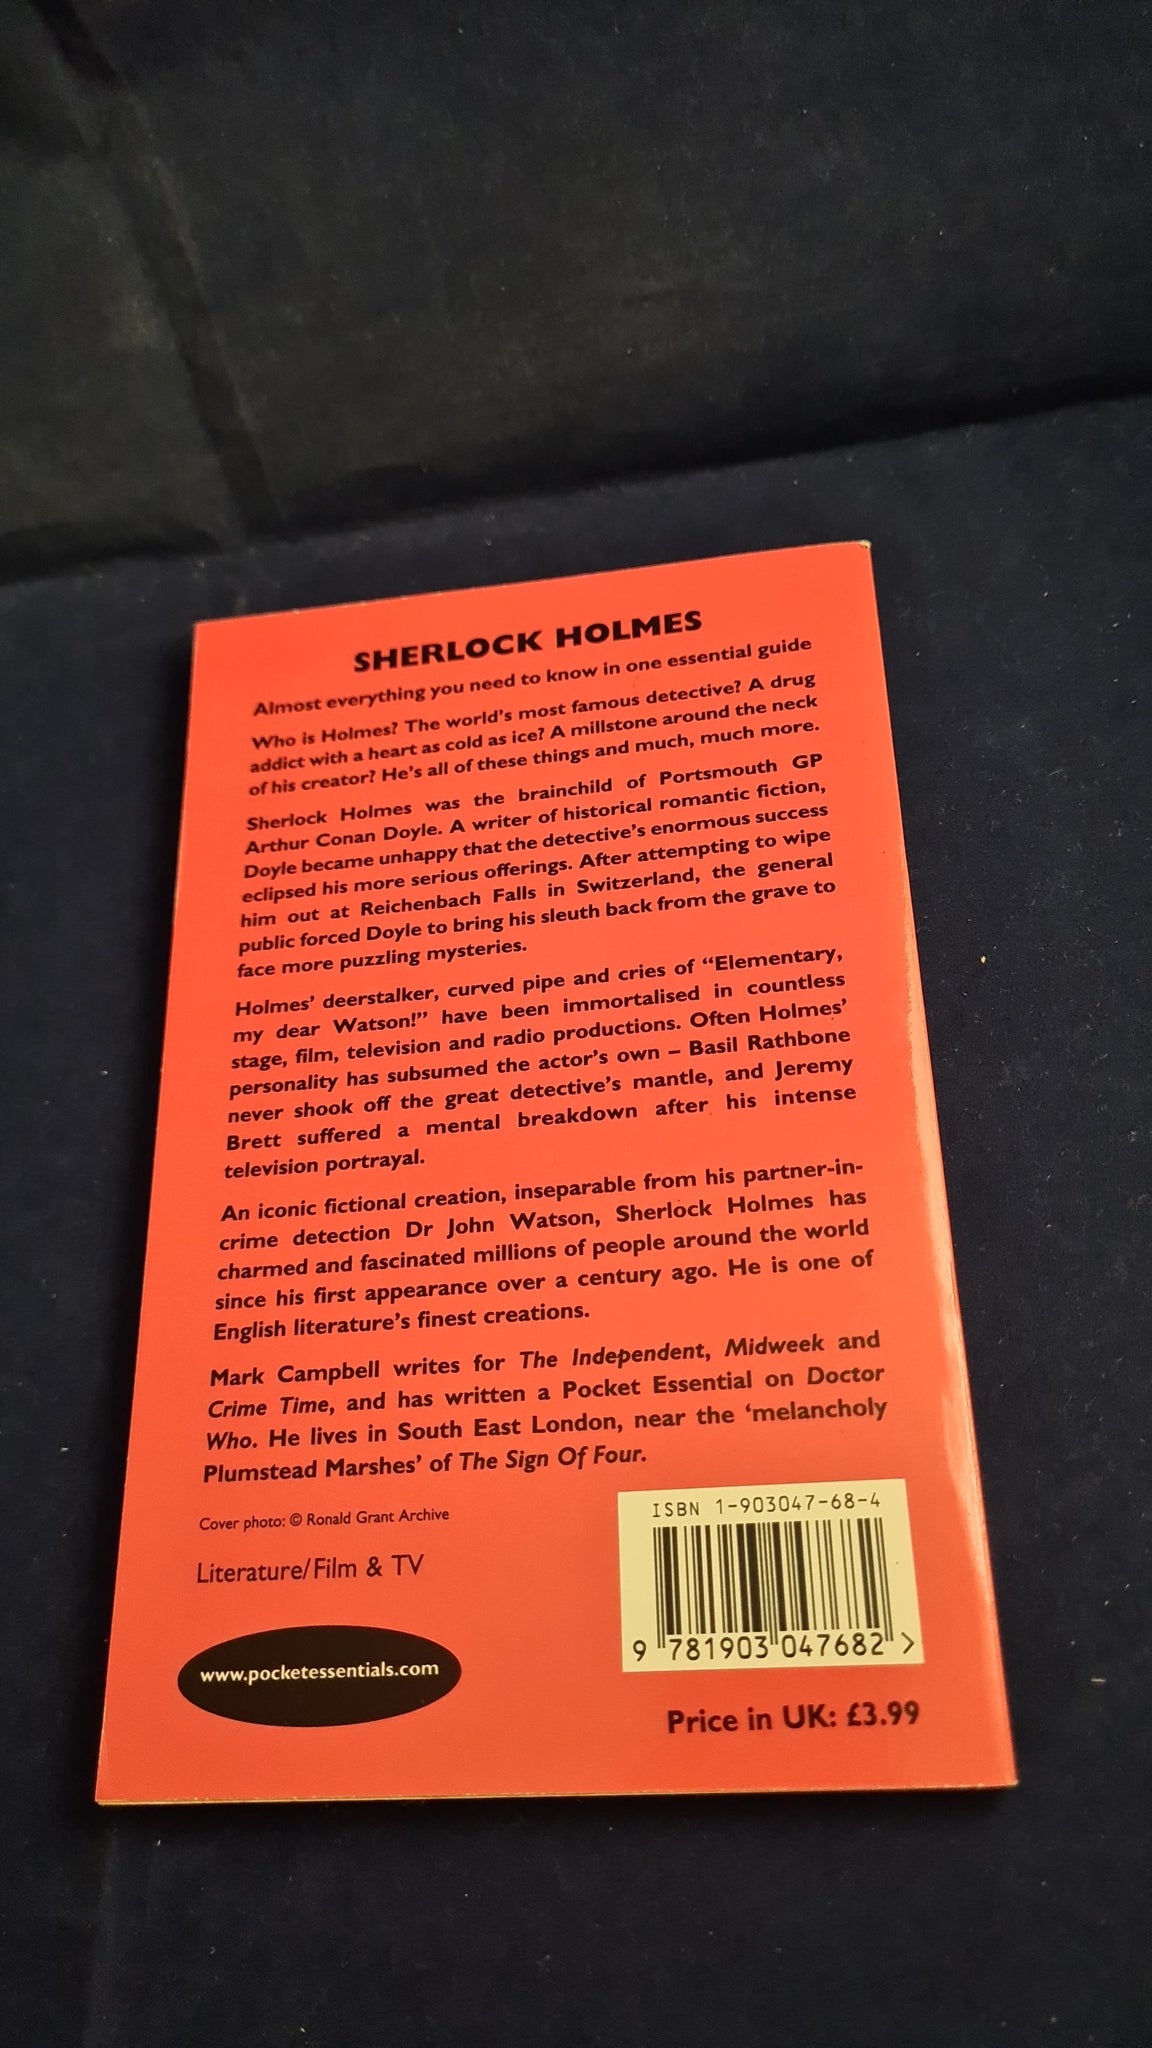 SHERLOCK HOLMES
Almost everything you need to know in one essential guide
Who is Holmes? The world's most famous detective? A drug
addict with a heart as cold as ice? A millstone around the neck
of his creator? He's all of these things and much, much more.
Sherlock Holmes was the brainchild of Portsmouth GP
Arthur Conan Doyle. A writer of historical romantic fiction,
Doyle became unhappy that the detective's enormous success
eclipsed his more serious offerings. After attempting to wipe
him out at Reichenbach Falls in Switzerland, the general
public forced Doyle to bring his sleuth back from the grave to
face more puzzling mysteries.
Holmes' deerstalker, curved pipe and cries of “Elementary,
my dear Watson!” have been immortalised in countless
stage, film, television and radio productions. Often Holmes'
personality has subsumed the actor's own – Basil Rathbone
never shook off the great detective's mantle, and Jeremy
Brett suffered a mental breakdown after his intense
television portrayal.
An iconic fictional creation, inseparable from his partner-in-
crime detection Dr John Watson, Sherlock Holmes has
charmed and fascinated millions of people around the world
since his first appearance over a century ago. He is one of
English literature's finest creations.
Mark Campbell writes for The Independent, Midweek and
Crime Time, and has written a Pocket Essential on Doctor
Who. He lives in South East London, near the ‘melancholy
Plumstead Marshes’ of The Sign Of Four.
Cover photo: © Ronald Grant Archive
Literature/Film & TV
www.pocketessentials.com
ISBN 1-903047-68-4
9 781903 047682 >
Price in UK: £3.99